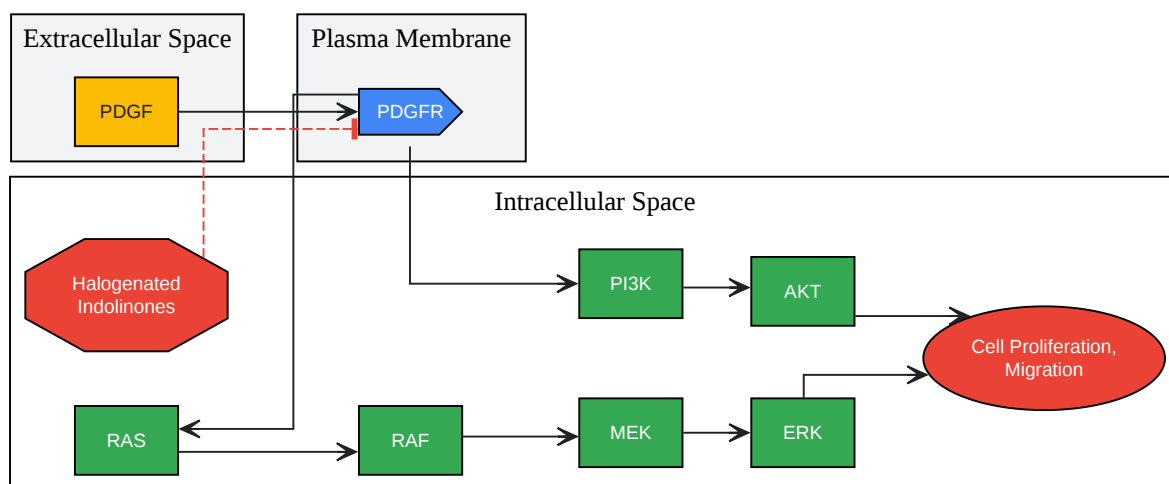 Extracellular Space
Plasma Membrane
PDGF
PDGFR
Intracellular Space
Halogenated
Indolinones
PI3K
AKT
Cell Proliferation,
Migration
RAS
RAF
MEK
ERK